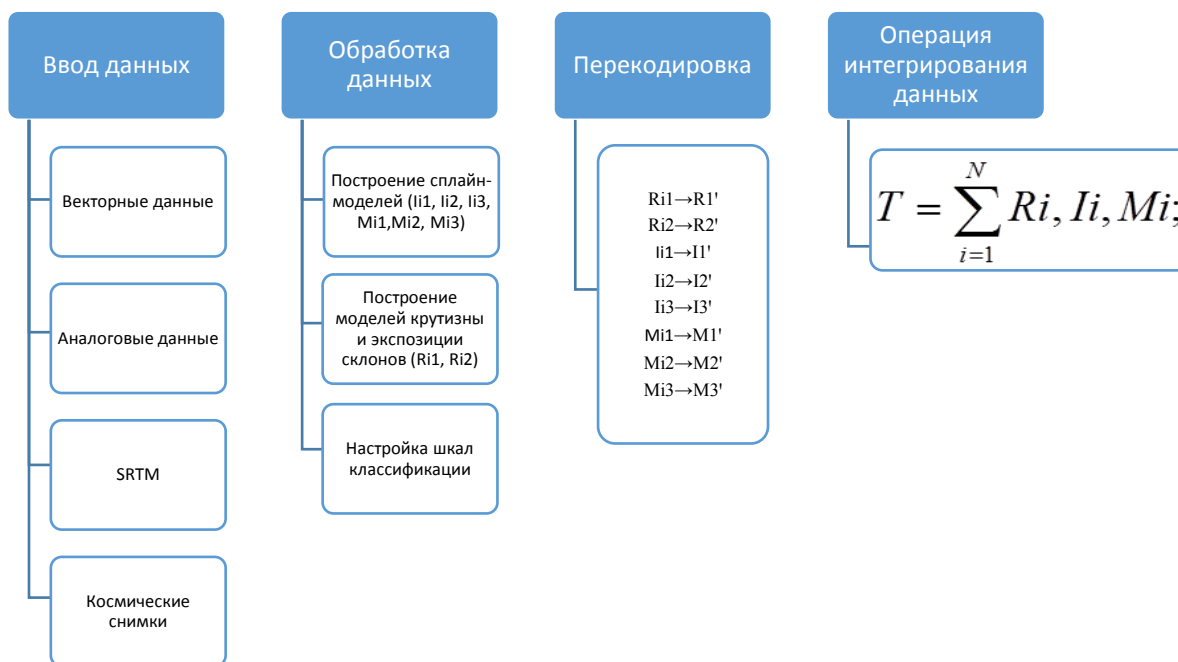 Ввод данных
Векторные данные
Аналоговые данные
SRTM
Космические
снимки
Обработка
данных
Построение сплайн-
моделей (Ii1, Ii2, Ii3,
Mi1,Mi2, Mi3)
Построение
моделей крутизны
и экспозиции
склонов (Ri1, Ri2)
Настройка шкал
классификации
Перекодировка
Ri1→R1'
Ri2→R2'
Ii1→I1'
Ii2→I2'
Ii3→I3'
Mi1→M1'
Mi2→M2'
Mi3→M3'
Операция
интегрирования
данных
N
T = ∑ Ri, Ii, Mi;
i=1